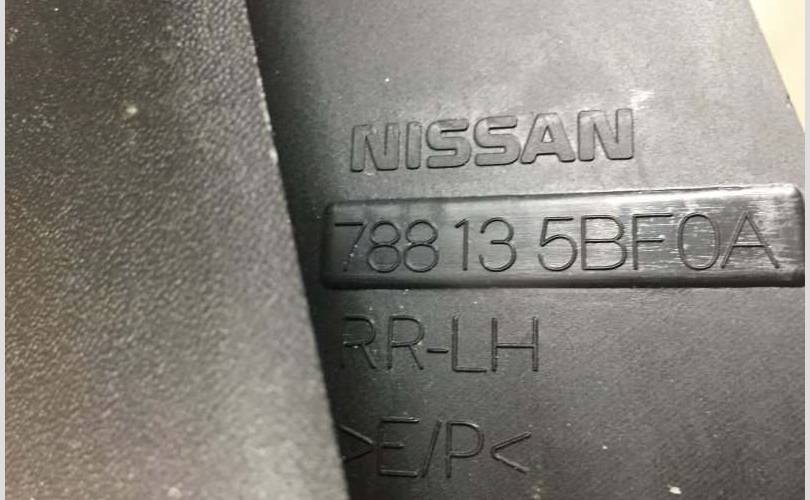 NISSAN
78813 5BF0A
RR-LH
>E/P<